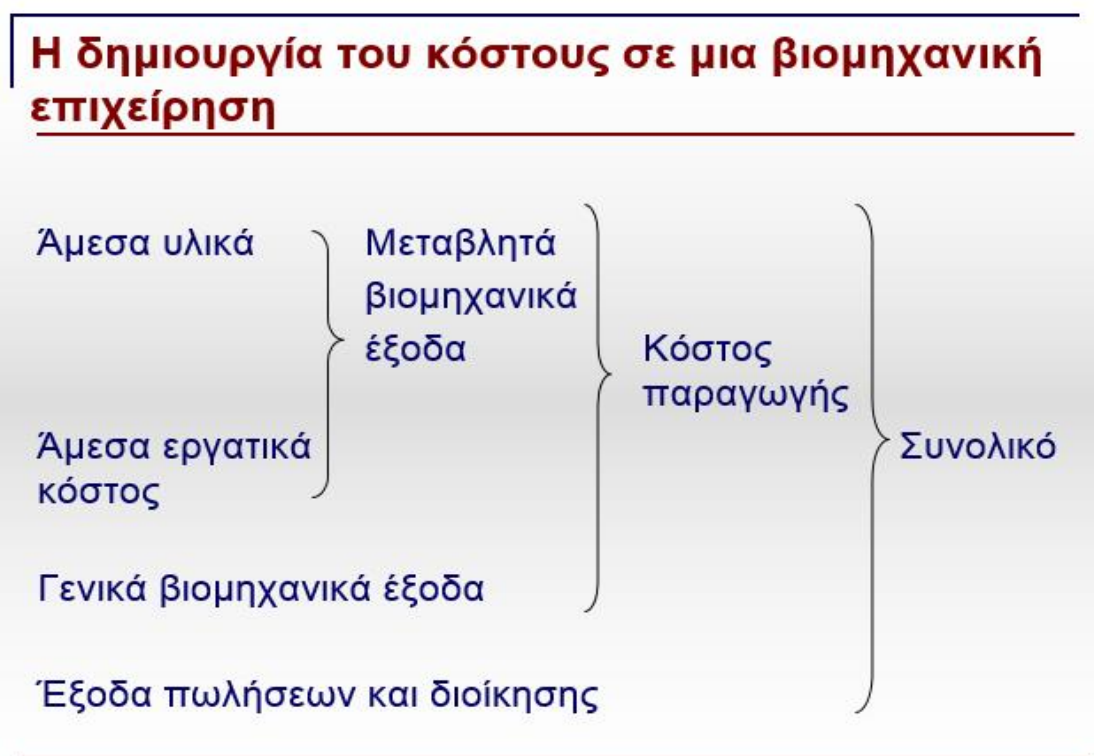 Η δημιουργία του κόστους σε μια βιομηχανική
επιχείρηση
Άμεσα υλικά
Μεταβλητά
βιομηχανικά
έξοδα
Κόστος
παραγωγής
Άμεσα εργατικά
κόστος
Συνολικό
Γενικά βιομηχανικά έξοδα
Έξοδα πωλήσεων και διοίκησης